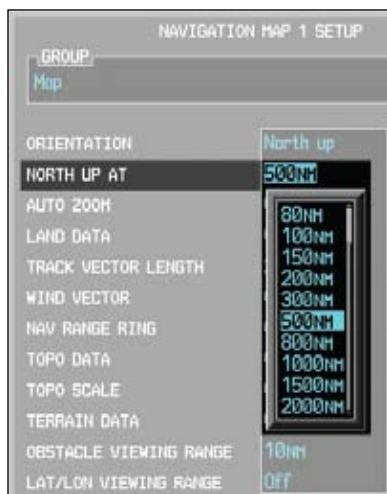 NAVIGATION MAP 1 SETUP
GROUP
Map
ORIENTATION North up
NORTH UP AT 500NM
AUTO ZOOM
LAND DATA
TRACK VECTOR LENGTH
WIND VECTOR
NAV RANGE RING
TOPO DATA
TOPO SCALE
TERRAIN DATA
OBSTACLE VIEWING RANGE 10NM
LAT/LON VIEWING RANGE Off
80NM
100NM
150NM
200NM
300NM
500NM
800NM
1000NM
1500NM
2000NM